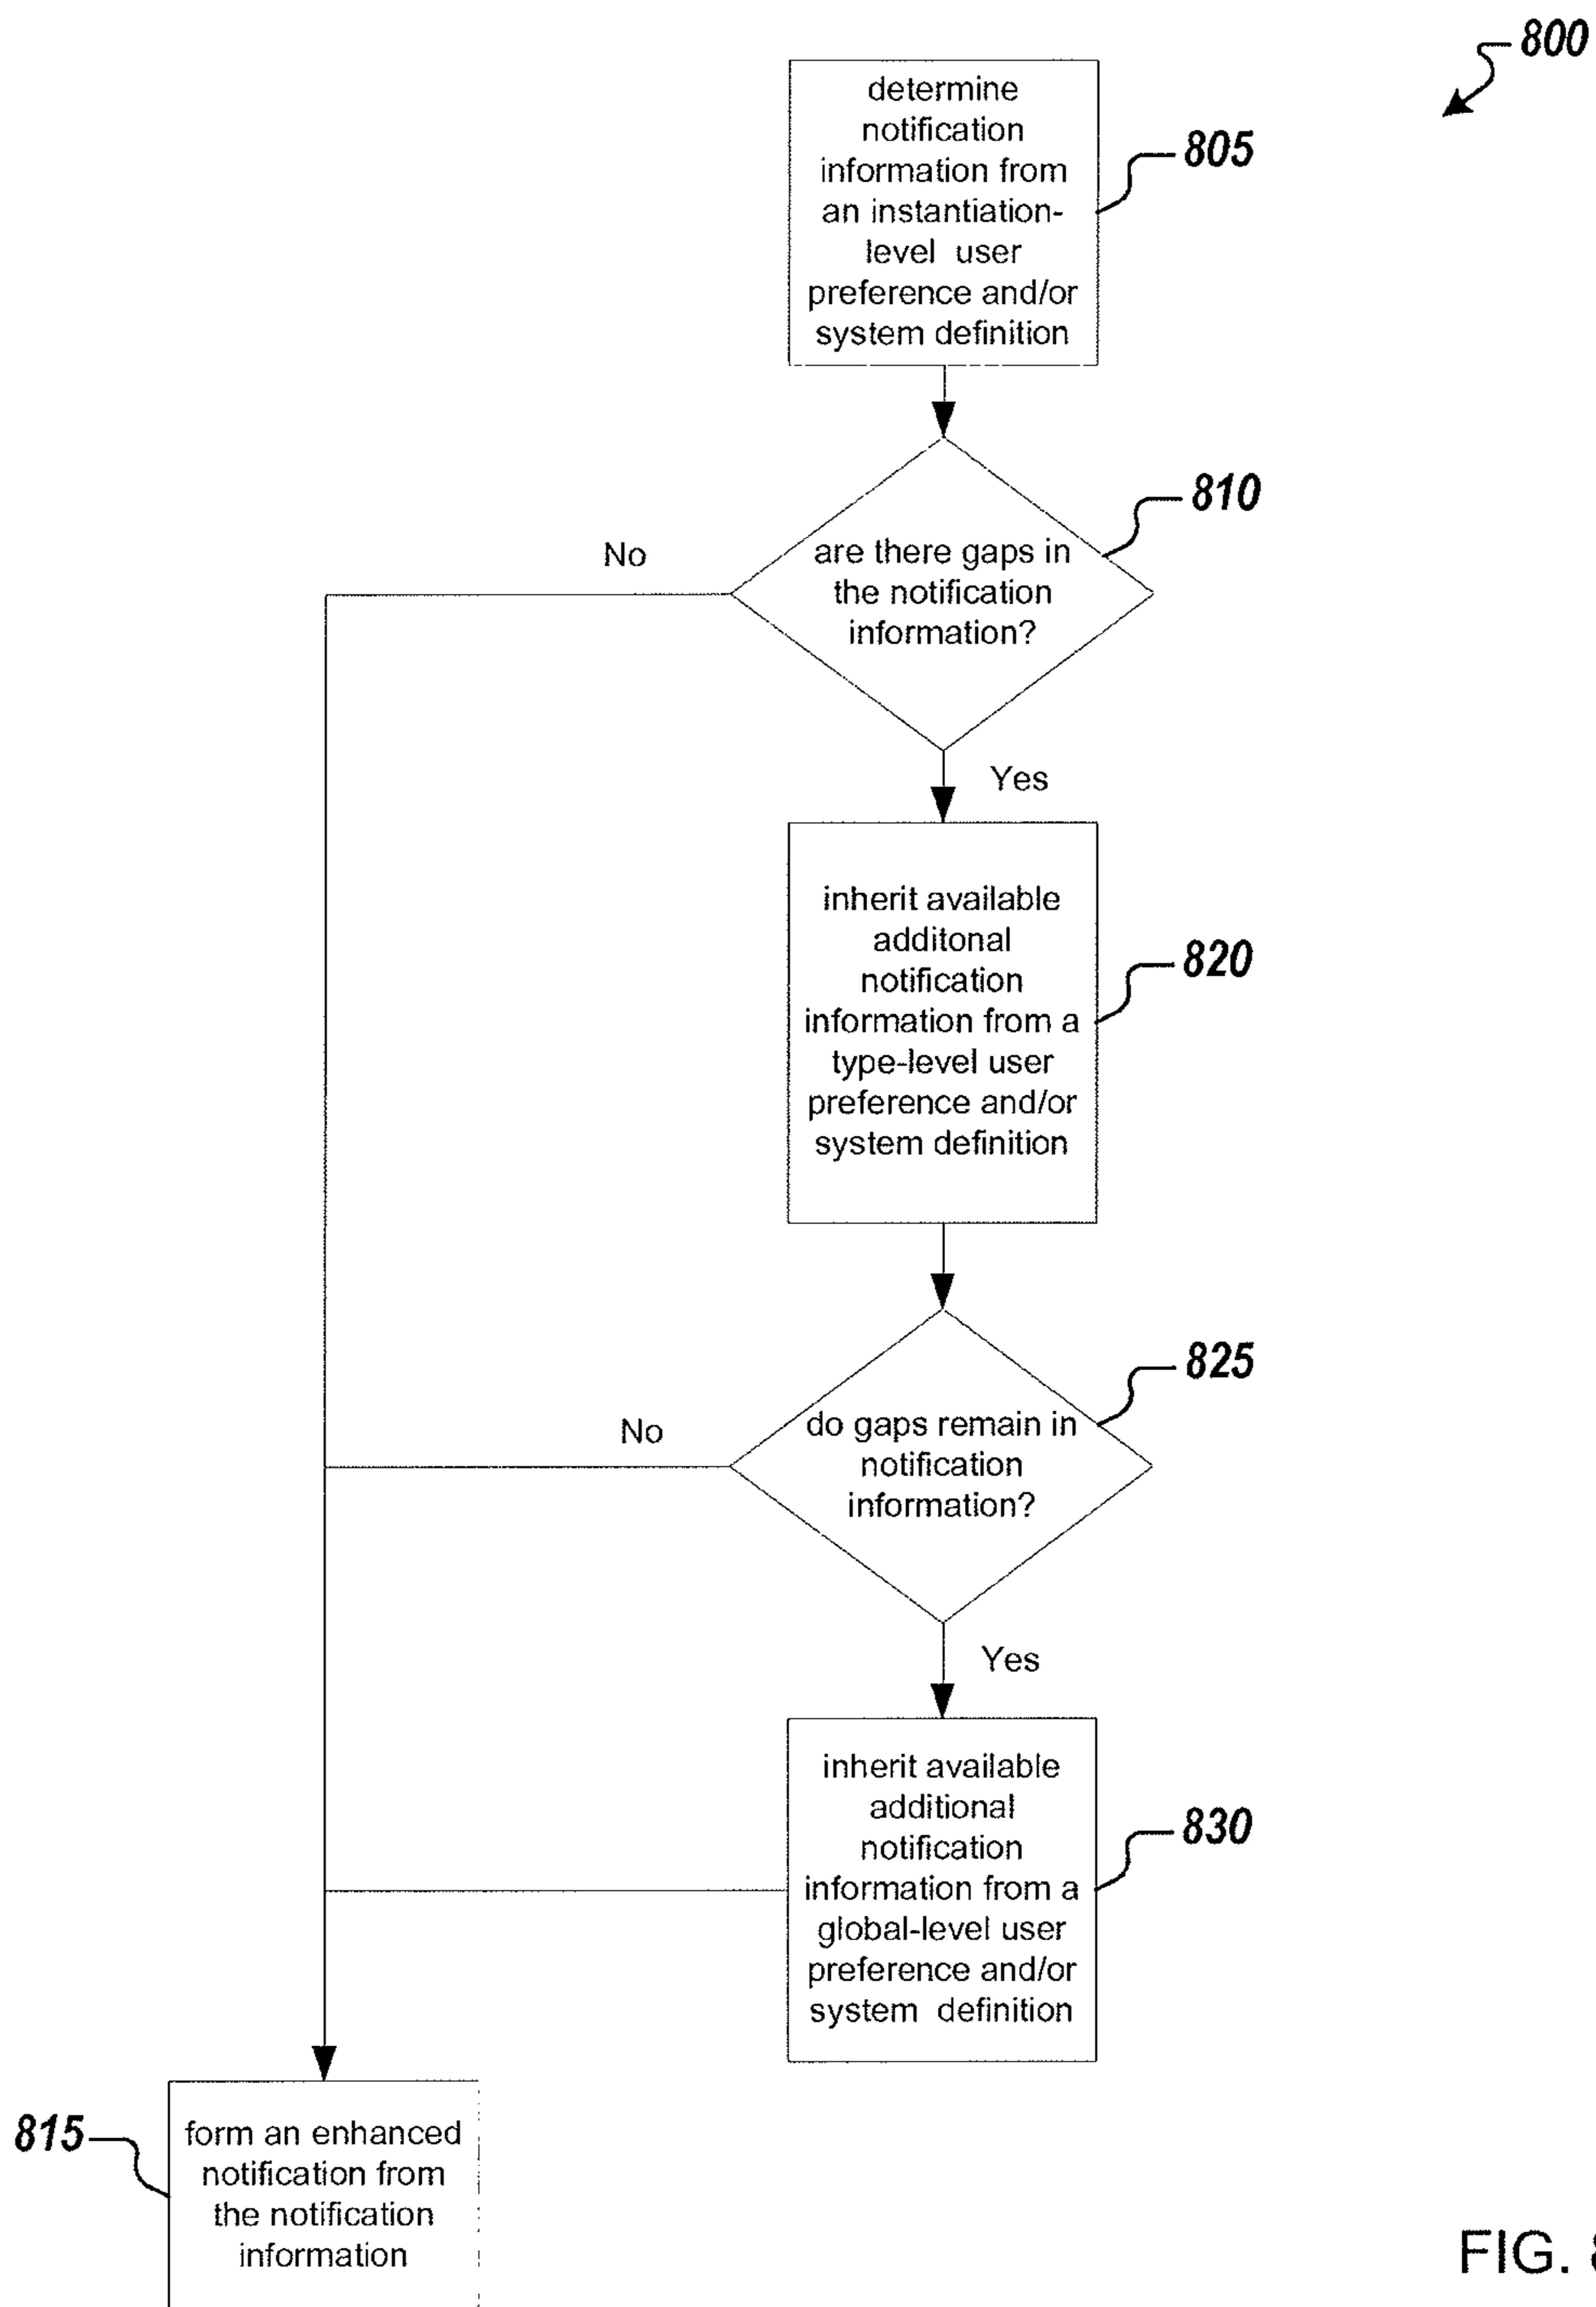 800
determine
notification
information from
an instantiation-
level user
preference and/or
system definition
805
810
are there gaps in
the notification
information?
No
Yes
inherit available
additonal
notification
information from a
type-level user
preference and/or
system definition
820
825
do gaps remain in
notification
information?
No
Yes
inherit available
additional
notification
information from a
global-level user
preference and/or
system definition
830
815
form an enhanced
notification from
the notification
information
FIG. 8